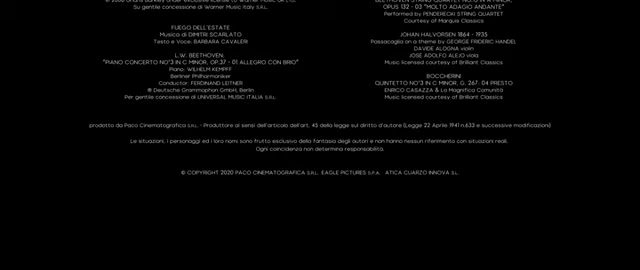 Su gentile concessione di Warner Music Italy S.R.L.
FUEGO DELL'ESTATE
Musica di DIMITRI SCARLATO
Testo e Voce: BARBARA CAVALERI
L.W. BEETHOVEN:
"PIANO CONCERTO NO°3 IN C MINOR, OP.37 - 01 ALLEGRO CON BRIO"
Piano: WILHELM KEMPFF
Berliner Philharmoniker
Conductor: FERDINAND LEITNER
℗ Deutsche Grammophon GmbH, Berlin
Per gentile concessione di UNIVERSAL MUSIC ITALIA S.R.L.
OPUS 132 - 03 "MOLTO ADAGIO ANDANTE"
Performed by PENDERECKI STRING QUARTET
Courtesy of Marquis Classics
JOHAN HALVORSEN 1864 - 1935
Passacaglia on a theme by GEORGE FRIDERIC HANDEL
DAVIDE ALOGNA violin
JOSE ADOLFO ALEJO viola
Music licensed courtesy of Brilliant Classics
BOCCHERINI
QUINTETTO NO°3 IN C MINOR, G. 267: 04 PRESTO
ENRICO CASAZZA & La Magnifica Comunità
Music licensed courtesy of Brilliant Classics
prodotto da Paco Cinematografica S.R.L. - Produttore ai sensi dell'articolo dell'art. 45 della legge sul diritto d'autore (Legge 22 Aprile 1941 n.633 e successive modificazioni)
Le situazioni, i personaggi ed i loro nomi sono frutto esclusivo della fantasia degli autori e non hanno nessun riferimento con situazioni reali.
Ogni coincidenza non determina responsabilità.
© COPYRIGHT 2020 PACO CINEMATOGRAFICA S.R.L. EAGLE PICTURES S.P.A. ATICA CUARZO INNOVA S.L.